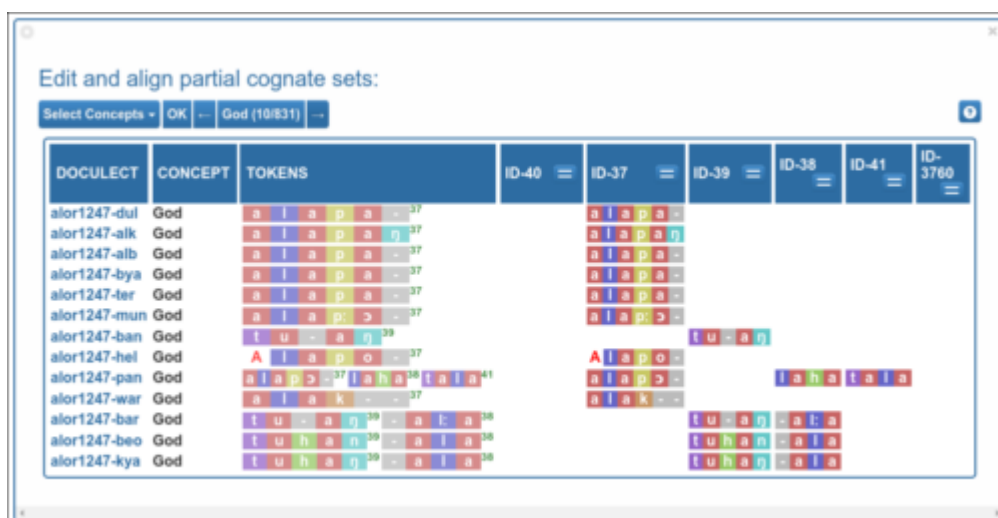 Edit and align partial cognate sets:
Select Concepts OK ← God (10/831) → ?
DOCULECT CONCEPT TOKENS ID-40 ID-37 ID-39 ID-38 ID-41 ID-3760
alor1247-dul God a l a p a - 37 a l a p a -
alor1247-alk God a l a p a ŋ 37 a l a p a ŋ
alor1247-alb God a l a p a - 37 a l a p a -
alor1247-bya God a l a p a - 37 a l a p a -
alor1247-ter God a l a p a - 37 a l a p a -
alor1247-mun God a l a pː ɔ - 37 a l a pː ɔ -
alor1247-ban God t u - a ŋ 39 t u - a ŋ
alor1247-hel God A l a p o - 37 A l a p o -
alor1247-pan God a l a p ɔ - 37 l a h a 38 t a l a 41 a l a p ɔ - l a h a t a l a
alor1247-war God a l a k - - 37 a l a k - -
alor1247-bar God t u - a ŋ 39 - a lː a 38 t u - a ŋ - a lː a
alor1247-beo God t u h a n 39 - a l a 38 t u h a n - a l a
alor1247-kya God t u h a ŋ 39 - a l a 38 t u h a ŋ - a l a